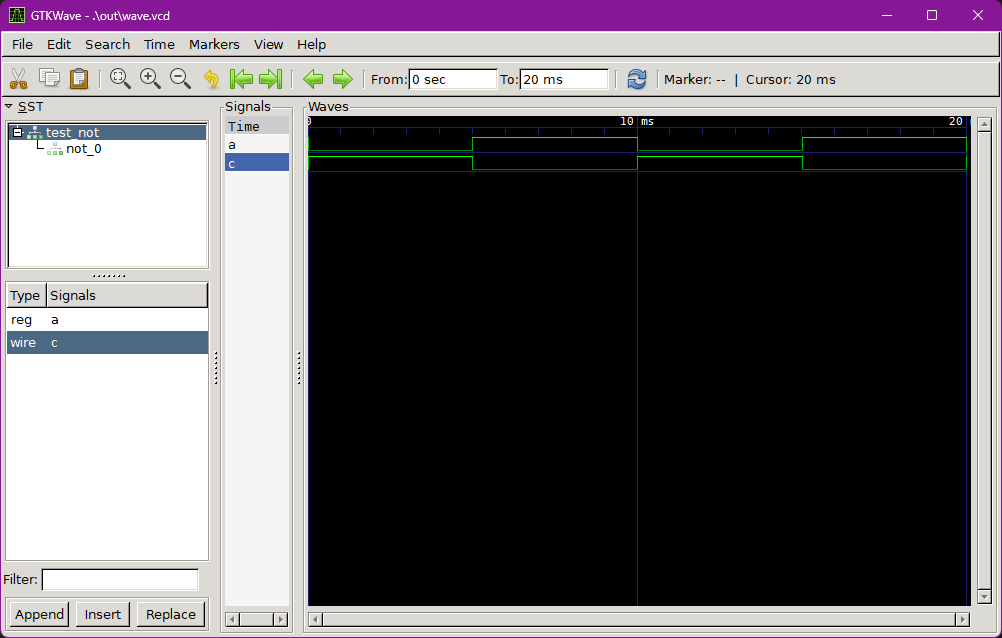 GTKWave - .\out\wave.vcd
File Edit Search Time Markers View Help
From: 0 sec To: 20 ms Marker: -- | Cursor: 20 ms
SST
test_not
not_0
Type Signals
reg a
wire c
Filter:
Append Insert Replace
Signals
Time
a
c
Waves
0 10 ms 20